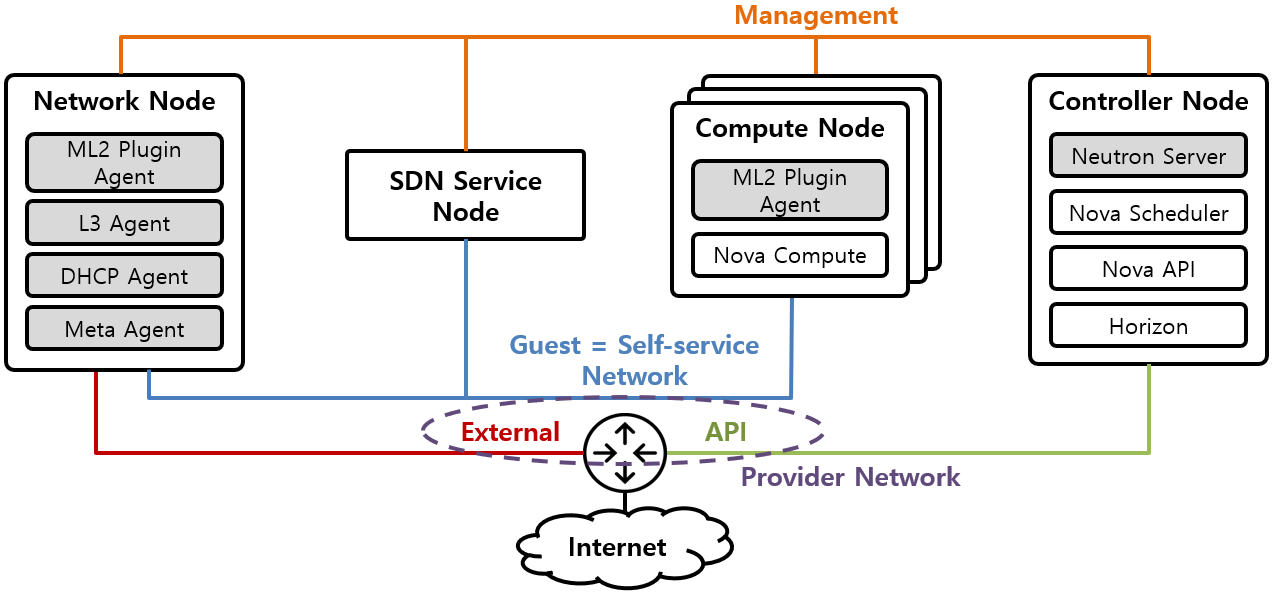 Management
Network Node
ML2 Plugin
Agent
L3 Agent
DHCP Agent
Meta Agent
SDN Service
Node
Compute Node
ML2 Plugin
Agent
Nova Compute
Controller Node
Neutron Server
Nova Scheduler
Nova API
Horizon
Guest = Self-service
Network
External
API
Provider Network
Internet